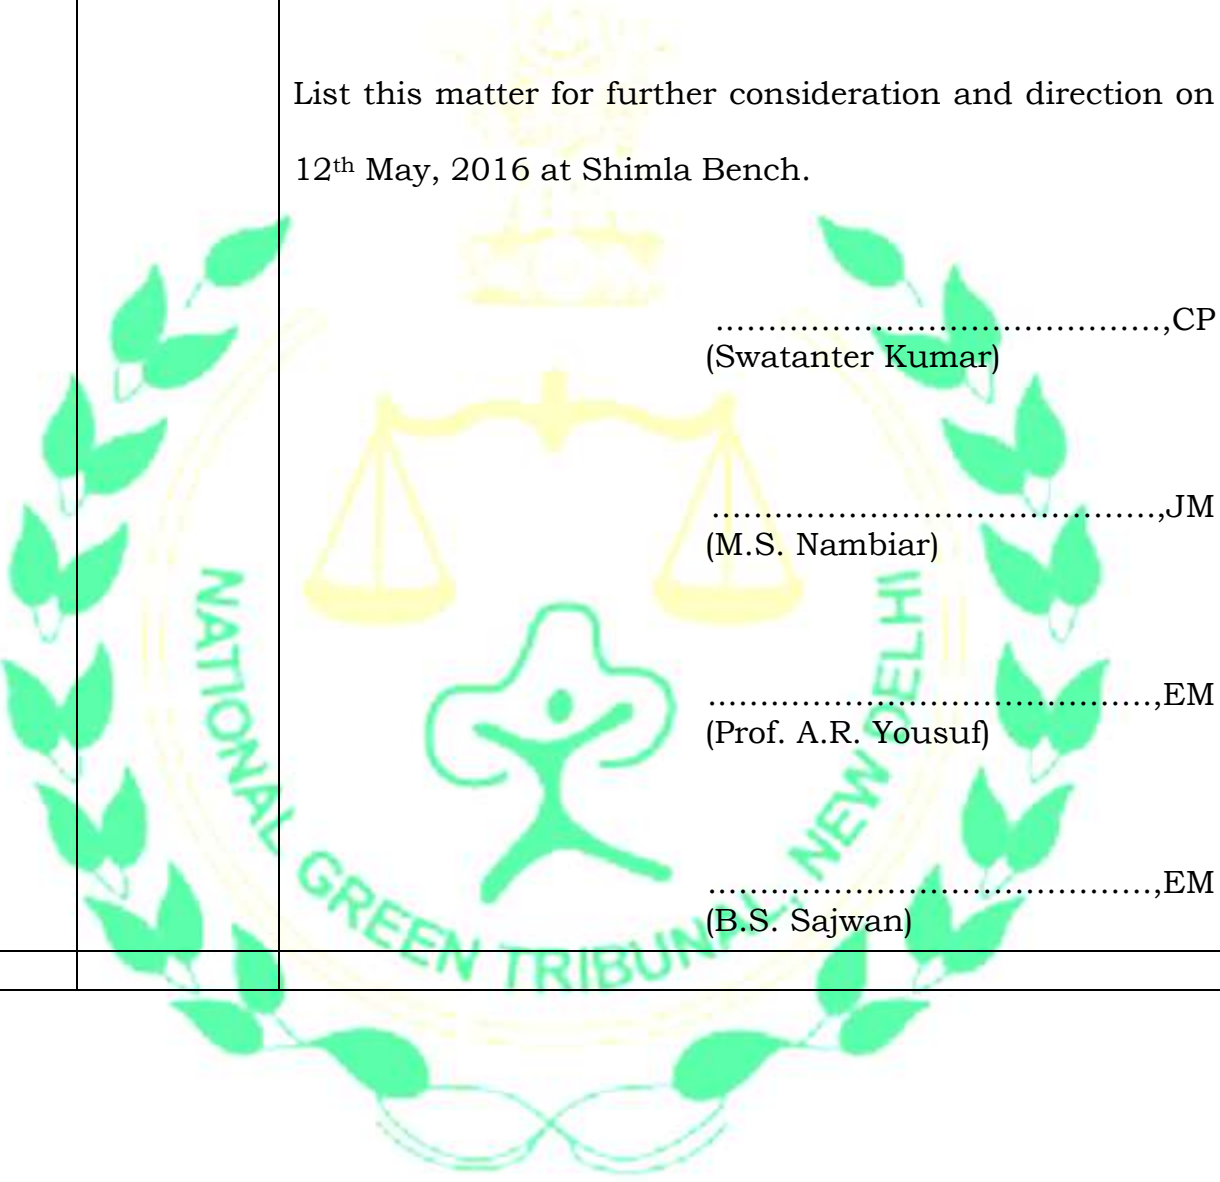 List this matter for further consideration and direction on
12th May, 2016 at Shimla Bench.
..........................................,CP
(Swatanter Kumar)
..........................................,JM
(M.S. Nambiar)
..........................................,EM
(Prof. A.R. Yousuf)
..........................................,EM
(B.S. Sajwan)
NATIONAL GREEN TRIBUNAL, NEW DELHI